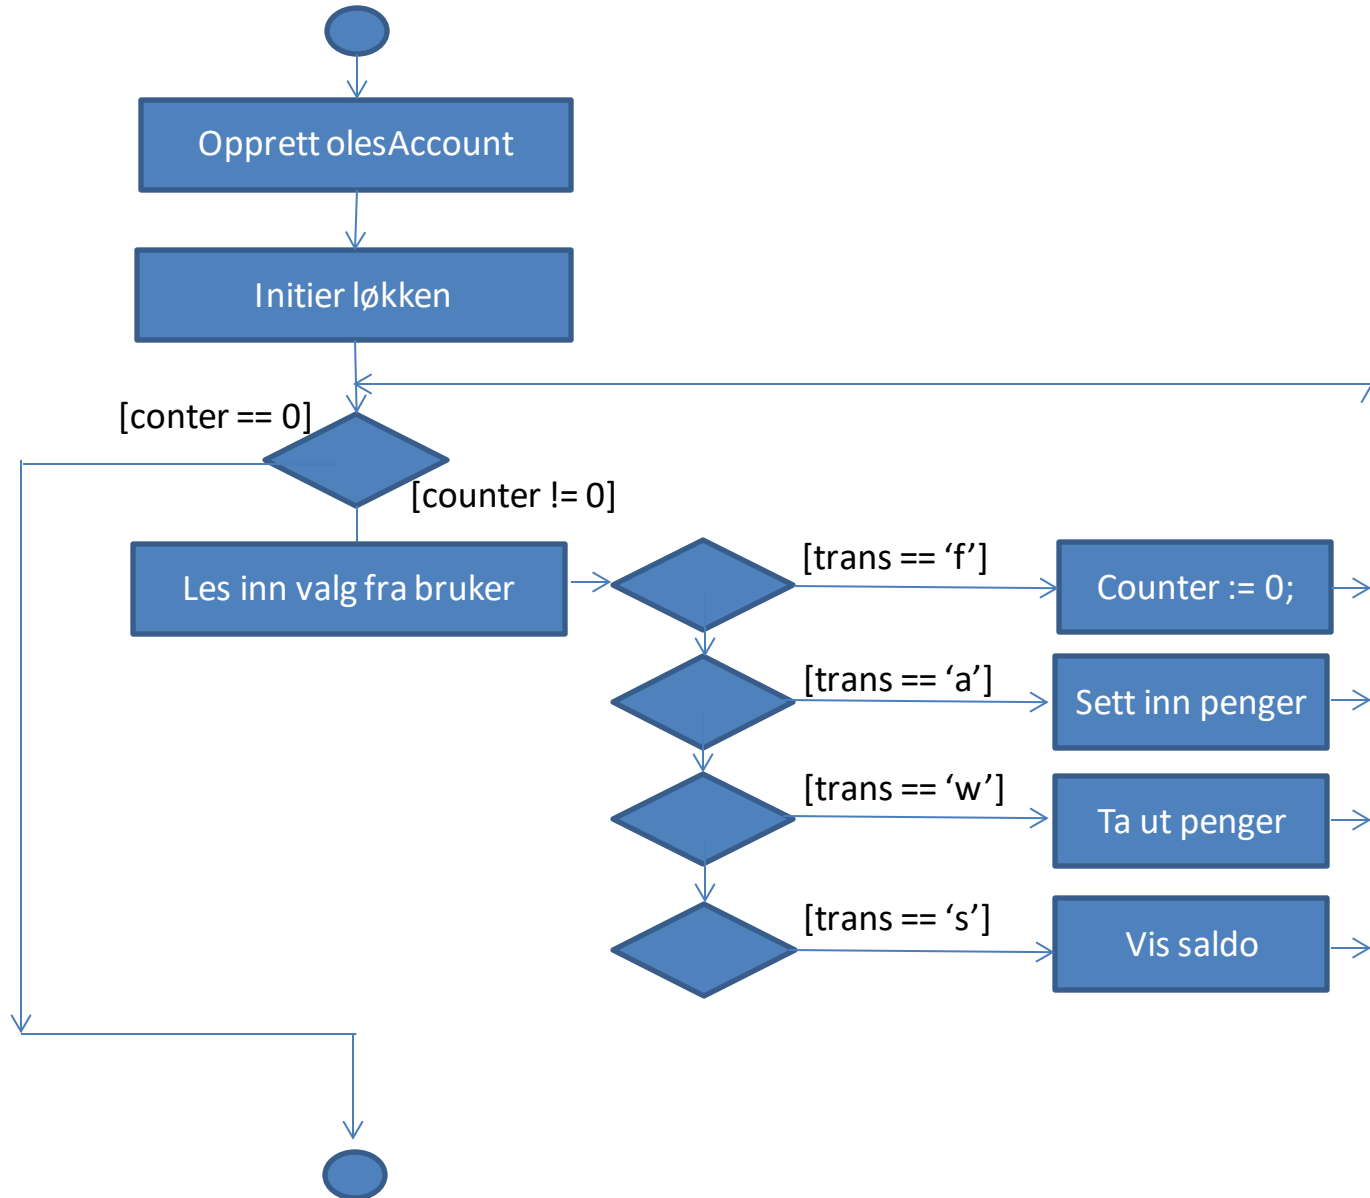 Opprett olesAccount
Initier løkken
[conter == 0]
[counter != 0]
Les inn valg fra bruker
[trans == ‘f’]
Counter := 0;
[trans == ‘a’]
Sett inn penger
[trans == ‘w’]
Ta ut penger
[trans == ‘s’]
Vis saldo